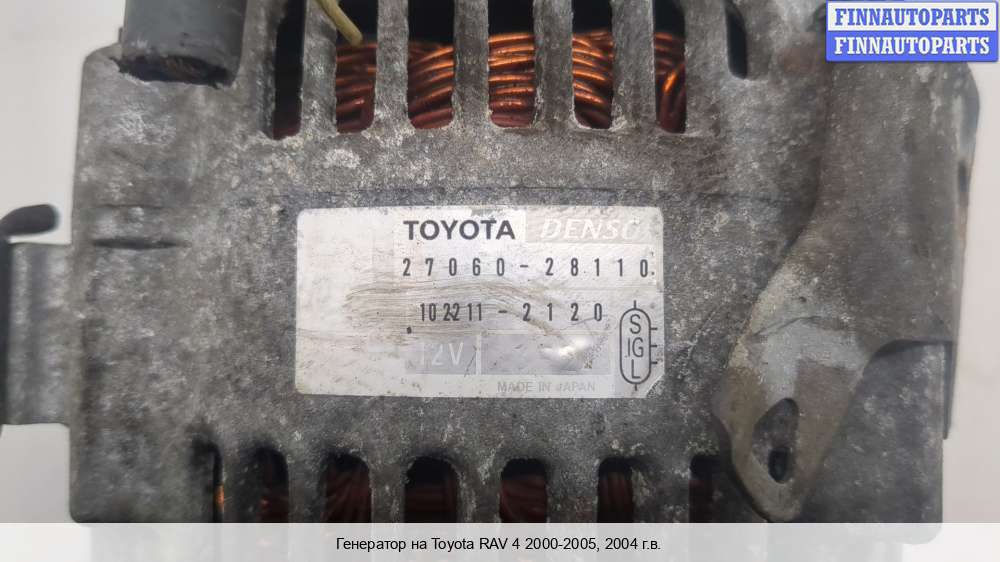 FINNAUTOPARTS
FINNAUTOPARTS
TOYOTA DENSO
27060-28110
102211-2120
12V
S
IG
L
MADE IN JAPAN
Генератор на Toyota RAV 4 2000-2005, 2004 г.в.